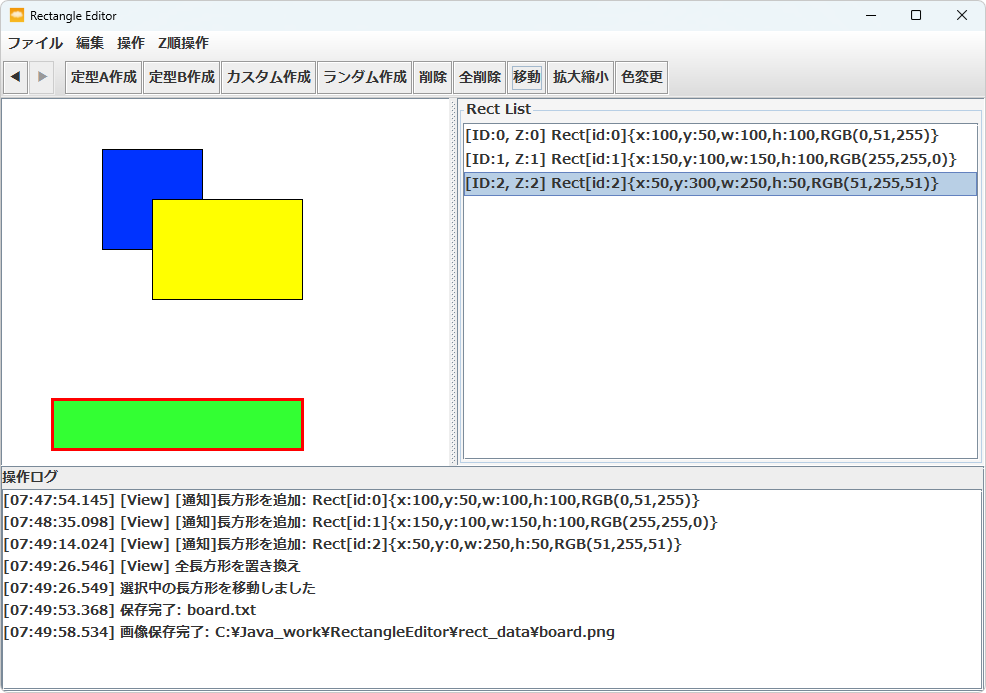 Rectangle Editor
ファイル 編集 操作 Z順操作
◀ ▶ 定型A作成 定型B作成 カスタム作成 ランダム作成 削除 全削除 移動 拡大縮小 色変更
Rect List
[ID:0, Z:0] Rect[id:0]{x:100,y:50,w:100,h:100,RGB(0,51,255)}
[ID:1, Z:1] Rect[id:1]{x:150,y:100,w:150,h:100,RGB(255,255,0)}
[ID:2, Z:2] Rect[id:2]{x:50,y:300,w:250,h:50,RGB(51,255,51)}
操作ログ
[07:47:54.145] [View] [通知]長方形を追加: Rect[id:0]{x:100,y:50,w:100,h:100,RGB(0,51,255)}
[07:48:35.098] [View] [通知]長方形を追加: Rect[id:1]{x:150,y:100,w:150,h:100,RGB(255,255,0)}
[07:49:14.024] [View] [通知]長方形を追加: Rect[id:2]{x:50,y:0,w:250,h:50,RGB(51,255,51)}
[07:49:26.546] [View] 全長方形を置き換え
[07:49:26.549] 選択中の長方形を移動しました
[07:49:53.368] 保存完了: board.txt
[07:49:58.534] 画像保存完了: C:¥Java_work¥RectangleEditor¥rect_data¥board.png